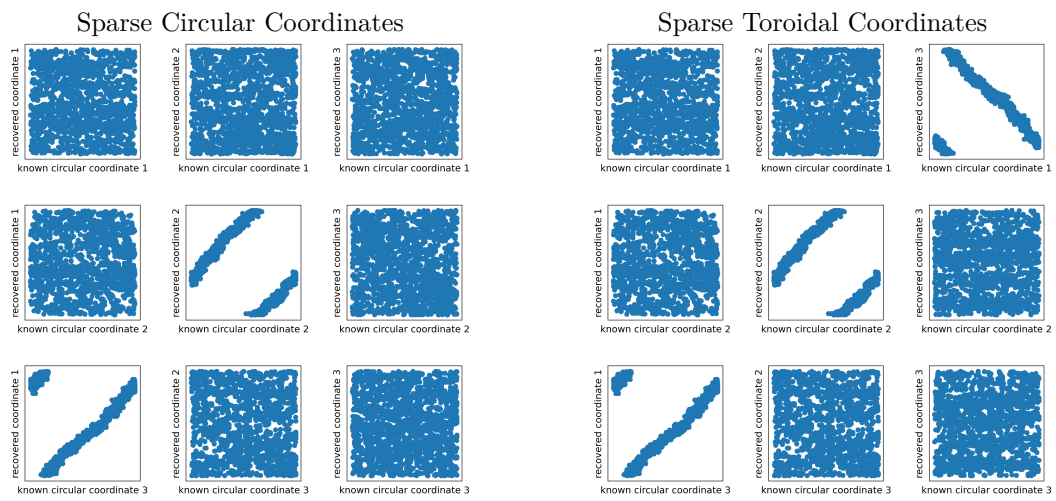 Sparse Circular Coordinates
recovered coordinate 1
known circular coordinate 1
recovered coordinate 2
known circular coordinate 1
recovered coordinate 3
known circular coordinate 1
recovered coordinate 1
known circular coordinate 2
recovered coordinate 2
known circular coordinate 2
recovered coordinate 3
known circular coordinate 2
recovered coordinate 1
known circular coordinate 3
recovered coordinate 2
known circular coordinate 3
recovered coordinate 3
known circular coordinate 3
Sparse Toroidal Coordinates
recovered coordinate 1
known circular coordinate 1
recovered coordinate 2
known circular coordinate 1
recovered coordinate 3
known circular coordinate 1
recovered coordinate 1
known circular coordinate 2
recovered coordinate 2
known circular coordinate 2
recovered coordinate 3
known circular coordinate 2
recovered coordinate 1
known circular coordinate 3
recovered coordinate 2
known circular coordinate 3
recovered coordinate 3
known circular coordinate 3